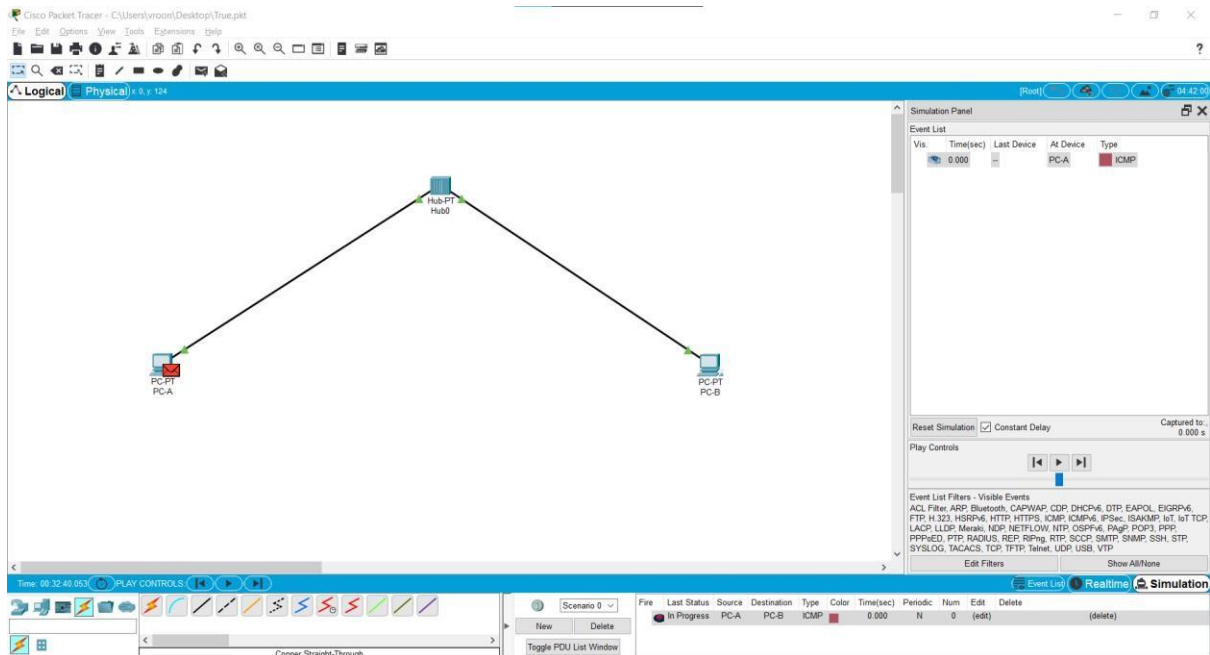 Cisco Packet Tracer - C:\Users\vroon\Desktop\True.pkt
File Edit Options View Tools Extensions Help
?
Logical Physical x: 0, y: 124 [Root] 04:42:00
Simulation Panel
Event List
Vis. Time(sec) Last Device At Device Type
0.000 -- PC-A ICMP
Hub-PT
Hub0
PC-PT
PC-A
PC-PT
PC-B
Reset Simulation Constant Delay Captured to:
0.000 s
Play Controls
Event List Filters - Visible Events
ACL Filter, ARP, Bluetooth, CAPWAP, CDP, DHCPv6, DTP, EAPOL, EIGRPv6,
FTP, H.323, HSRPv6, HTTP, HTTPS, ICMP, ICMPv6, IPSec, ISAKMP, IoT, IoT TCP,
LACP, LLDP, Meraki, NDP, NETFLOW, NTP, OSPFv6, PAgP, POP3, PPP,
PPPoED, PTP, RADIUS, REP, RIPng, RTP, SCCP, SMTP, SNMP, SSH, STP,
SYSLOG, TACACS, TCP, TFTP, Telnet, UDP, USB, VTP
Edit Filters Show All/None
Time: 00:32:40.053 PLAY CONTROLS: Event List Realtime Simulation
Scenario 0
New Delete
Toggle PDU List Window
Fire Last Status Source Destination Type Color Time(sec) Periodic Num Edit Delete
In Progress PC-A PC-B ICMP 0.000 N 0 (edit) (delete)
Copper Straight-Through